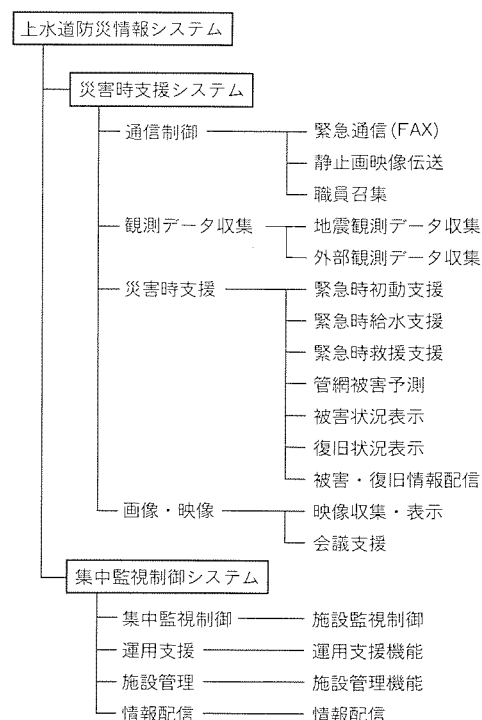 上水道防災情報システム
災害時支援システム
通信制御 緊急通信(FAX)
静止画映像伝送
職員召集
観測データ収集 地震観測データ収集
外部観測データ収集
災害時支援 緊急時初動支援
緊急時給水支援
緊急時救援支援
管網被害予測
被害状況表示
復旧状況表示
被害・復旧情報配信
画像・映像 映像収集・表示
会議支援
集中監視制御システム
集中監視制御 施設監視制御
運用支援 運用支援機能
施設管理 施設管理機能
情報配信 情報配信